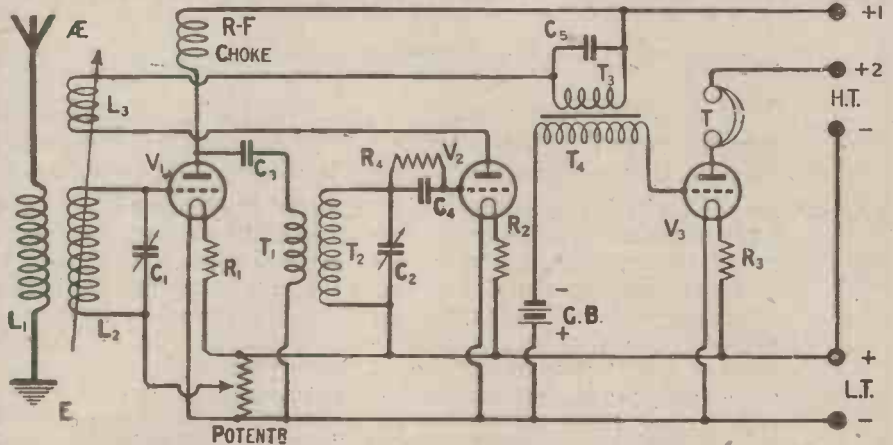 Æ
R-F
CHOKE
C5
+1
+2
H.T.
-
T3
T
L3
V1
C3
R4
V2
C4
T4
V3
C1
R1
T1
T2
C2
R2
R3
L1
L2
-
G.B.
+
+
L.T.
-
E
POTENTR